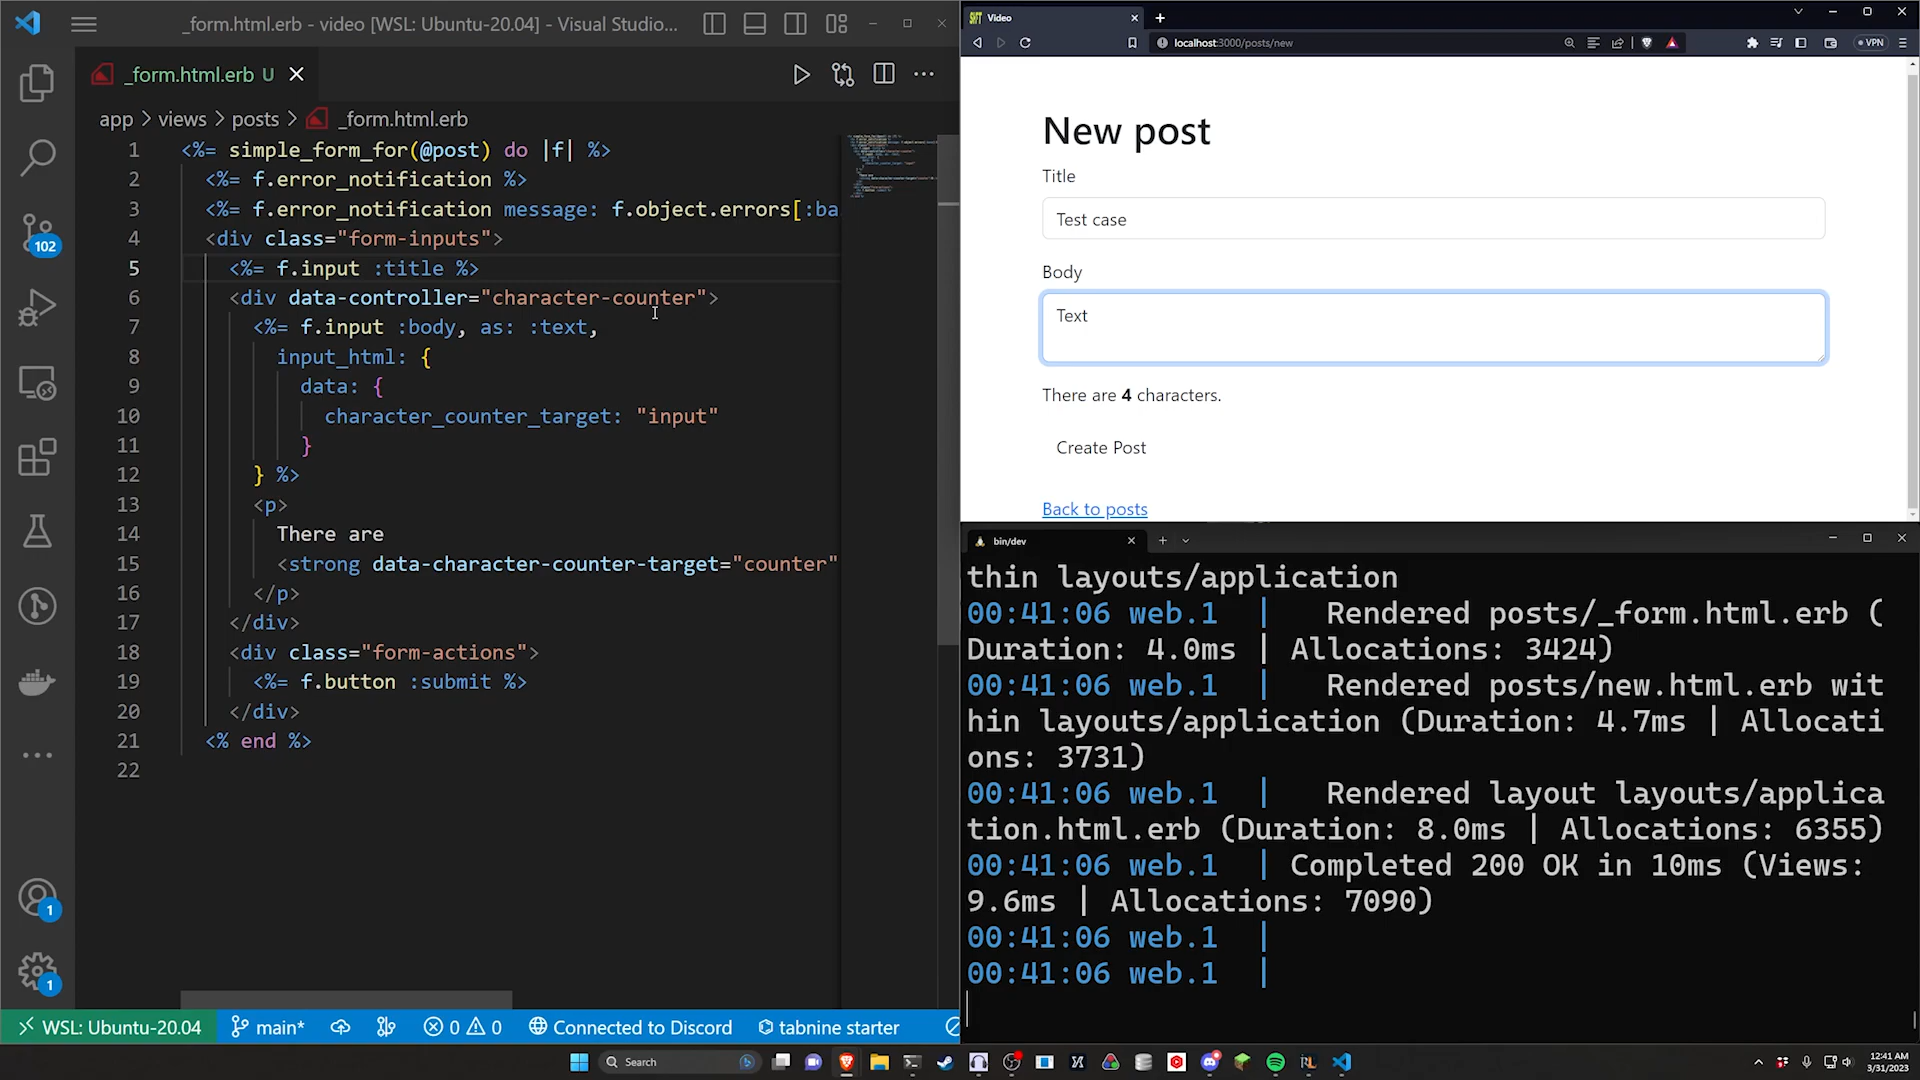 _form.html.erb - video [WSL: Ubuntu-20.04] - Visual Studio...
_form.html.erb U
app > views > posts > _form.html.erb
1 <%= simple_form_for(@post) do |f| %>
2 <%= f.error_notification %>
3 <%= f.error_notification message: f.object.errors[:ba
4 <div class="form-inputs">
5 <%= f.input :title %>
6 <div data-controller="character-counter">
7 <%= f.input :body, as: :text,
8 input_html: {
9 data: {
10 character_counter_target: "input"
11 }
12 } %>
13 <p>
14 There are
15 <strong data-character-counter-target="counter"
16 </p>
17 </div>
18 <div class="form-actions">
19 <%= f.button :submit %>
20 </div>
21 <% end %>
22
102
1
1
WSL: Ubuntu-20.04
main*
0 0
Connected to Discord
tabnine starter
Video
localhost:3000/posts/new
VPN
New post
Title
Test case
Body
Text
There are 4 characters.
Create Post
Back to posts
bin/dev
thin layouts/application
00:41:06 web.1 | Rendered posts/_form.html.erb (
Duration: 4.0ms | Allocations: 3424)
00:41:06 web.1 | Rendered posts/new.html.erb wit
hin layouts/application (Duration: 4.7ms | Allocati
ons: 3731)
00:41:06 web.1 | Rendered layout layouts/applica
tion.html.erb (Duration: 8.0ms | Allocations: 6355)
00:41:06 web.1 | Completed 200 OK in 10ms (Views:
9.6ms | Allocations: 7090)
00:41:06 web.1 |
00:41:06 web.1 |
Search
12:41 AM
3/31/2023